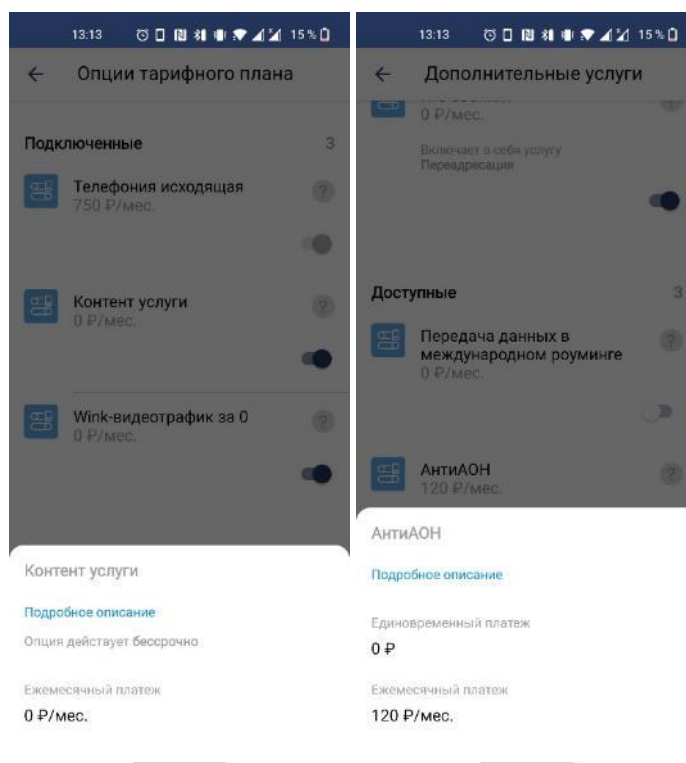 13:13
15 %
Опции тарифного плана
Подключенные
3
Телефония исходящая
750 ₽/мес.
?
Контент услуги
0 ₽/мес.
?
Wink-видеотрафик за 0
0 ₽/мес.
?
Контент услуги
Подробное описание
Опция действует бессрочно
Ежемесячный платеж
0 ₽/мес.
13:13
15 %
Дополнительные услуги
0 ₽/мес.
Включает в себя услугу
Переадресация
Доступные
3
Передача данных в
международном роуминге
0 ₽/мес.
?
АнтиАОН
120 ₽/мес.
?
АнтиАОН
Подробное описание
Единовременный платеж
0 ₽
Ежемесячный платеж
120 ₽/мес.